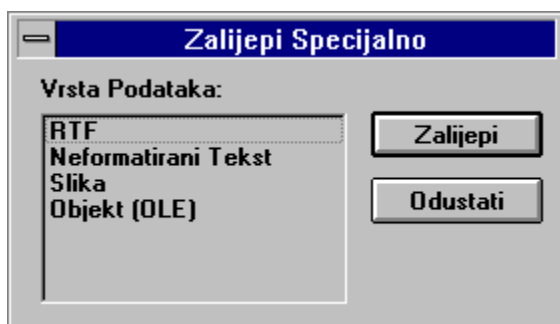 Zalijepi Specijalno
Vrsta Podataka:
RTF
Neformatirani Tekst
Slika
Objekt (OLE)
Zalijepi
Odustati